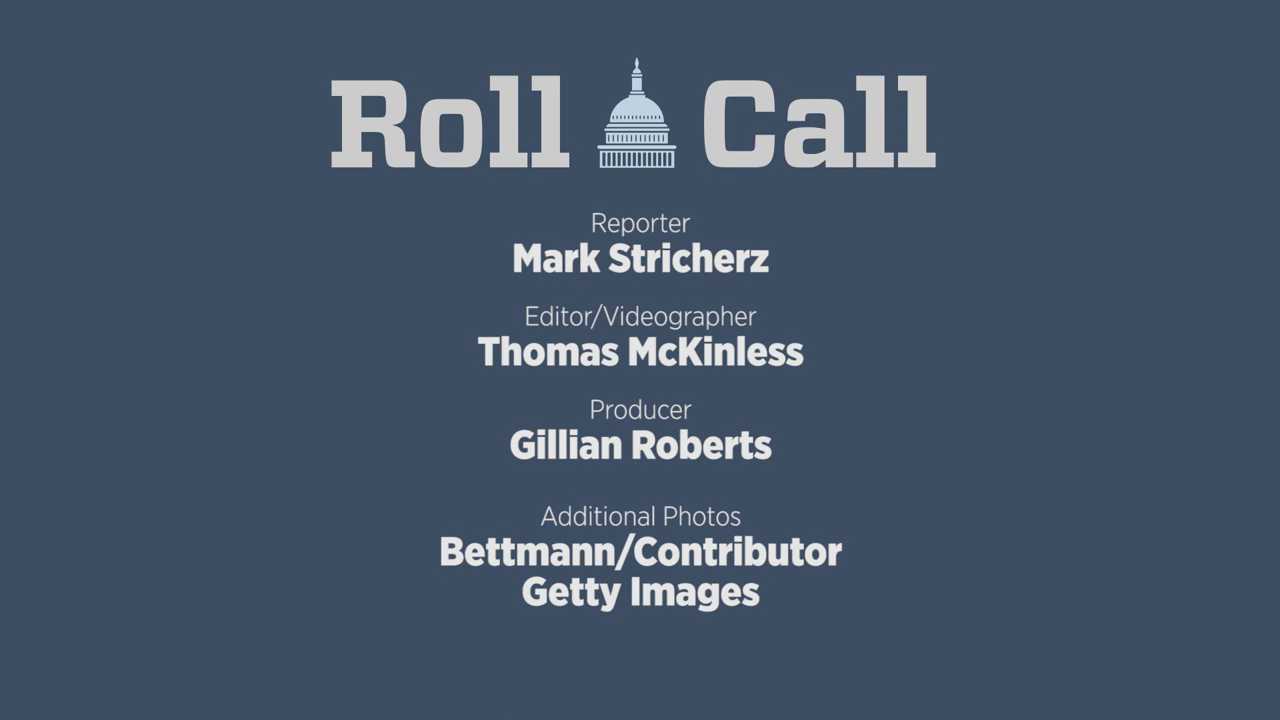 Roll Call
Reporter
Mark Stricherz
Editor/Videographer
Thomas McKinless
Producer
Gillian Roberts
Additional Photos
Bettmann/Contributor
Getty Images